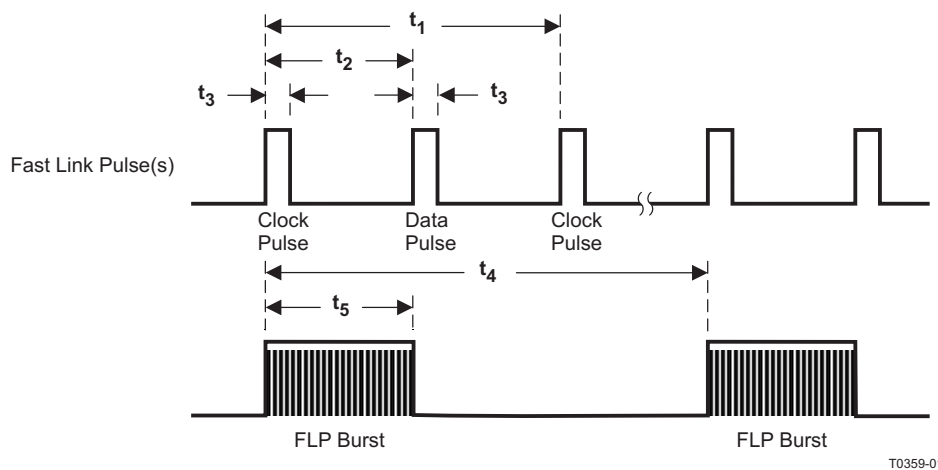 t1
t2
t3
t3
Fast Link Pulse(s)
Clock
Pulse
Data
Pulse
Clock
Pulse
t4
t5
FLP Burst
FLP Burst
T0359-01